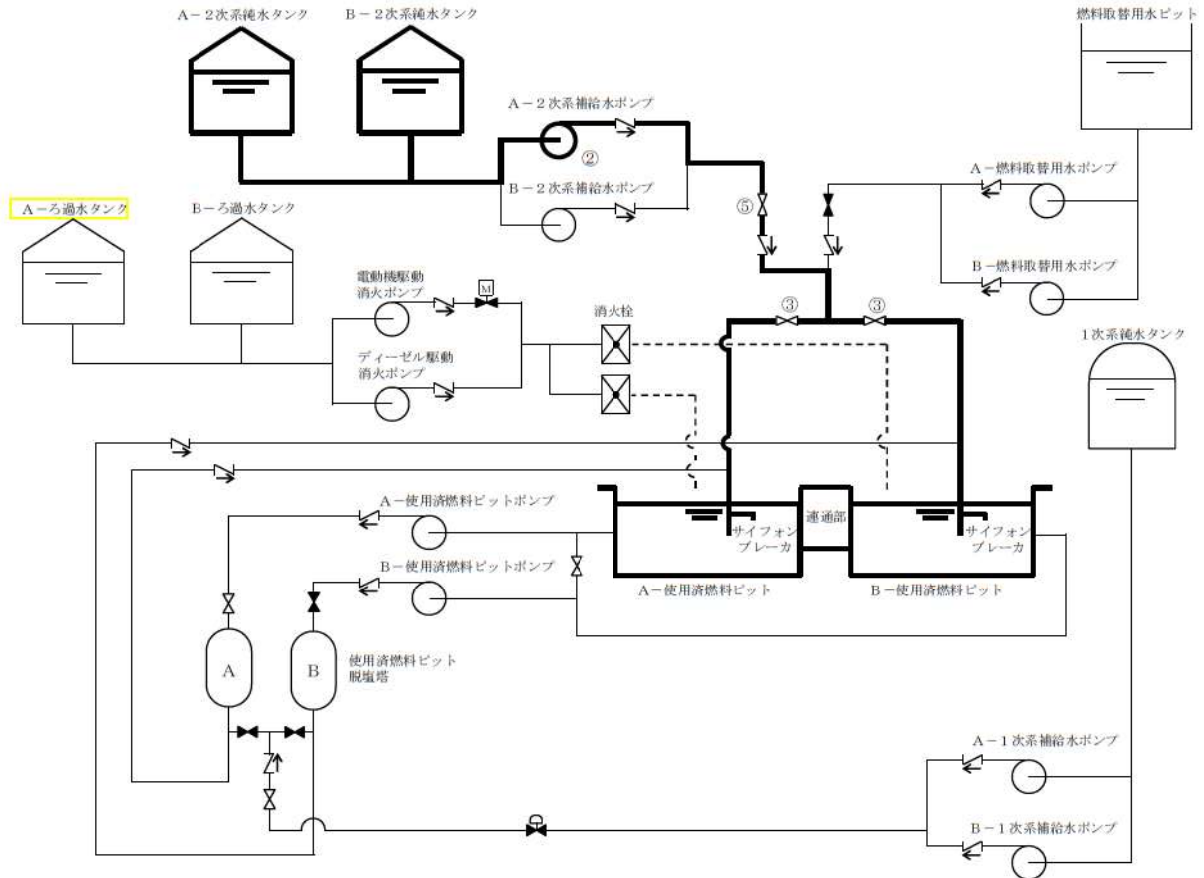 A-2次系純水タンク
B-2次系純水タンク
燃料取替用水ピット
A-2次系補給水ポンプ
②
B-2次系補給水ポンプ
⑤
A-燃料取替用水ポンプ
B-燃料取替用水ポンプ
A-ろ過水タンク
B-ろ過水タンク
電動機駆動
消火ポンプ
M
ディーゼル駆動
消火ポンプ
消火栓
③
③
1次系純水タンク
A-使用済燃料ピットポンプ
B-使用済燃料ピットポンプ
サイフォン
ブレーカ
連通部
サイフォン
ブレーカ
A-使用済燃料ピット
B-使用済燃料ピット
A
B
使用済燃料ピット
脱塩塔
A-1次系補給水ポンプ
B-1次系補給水ポンプ